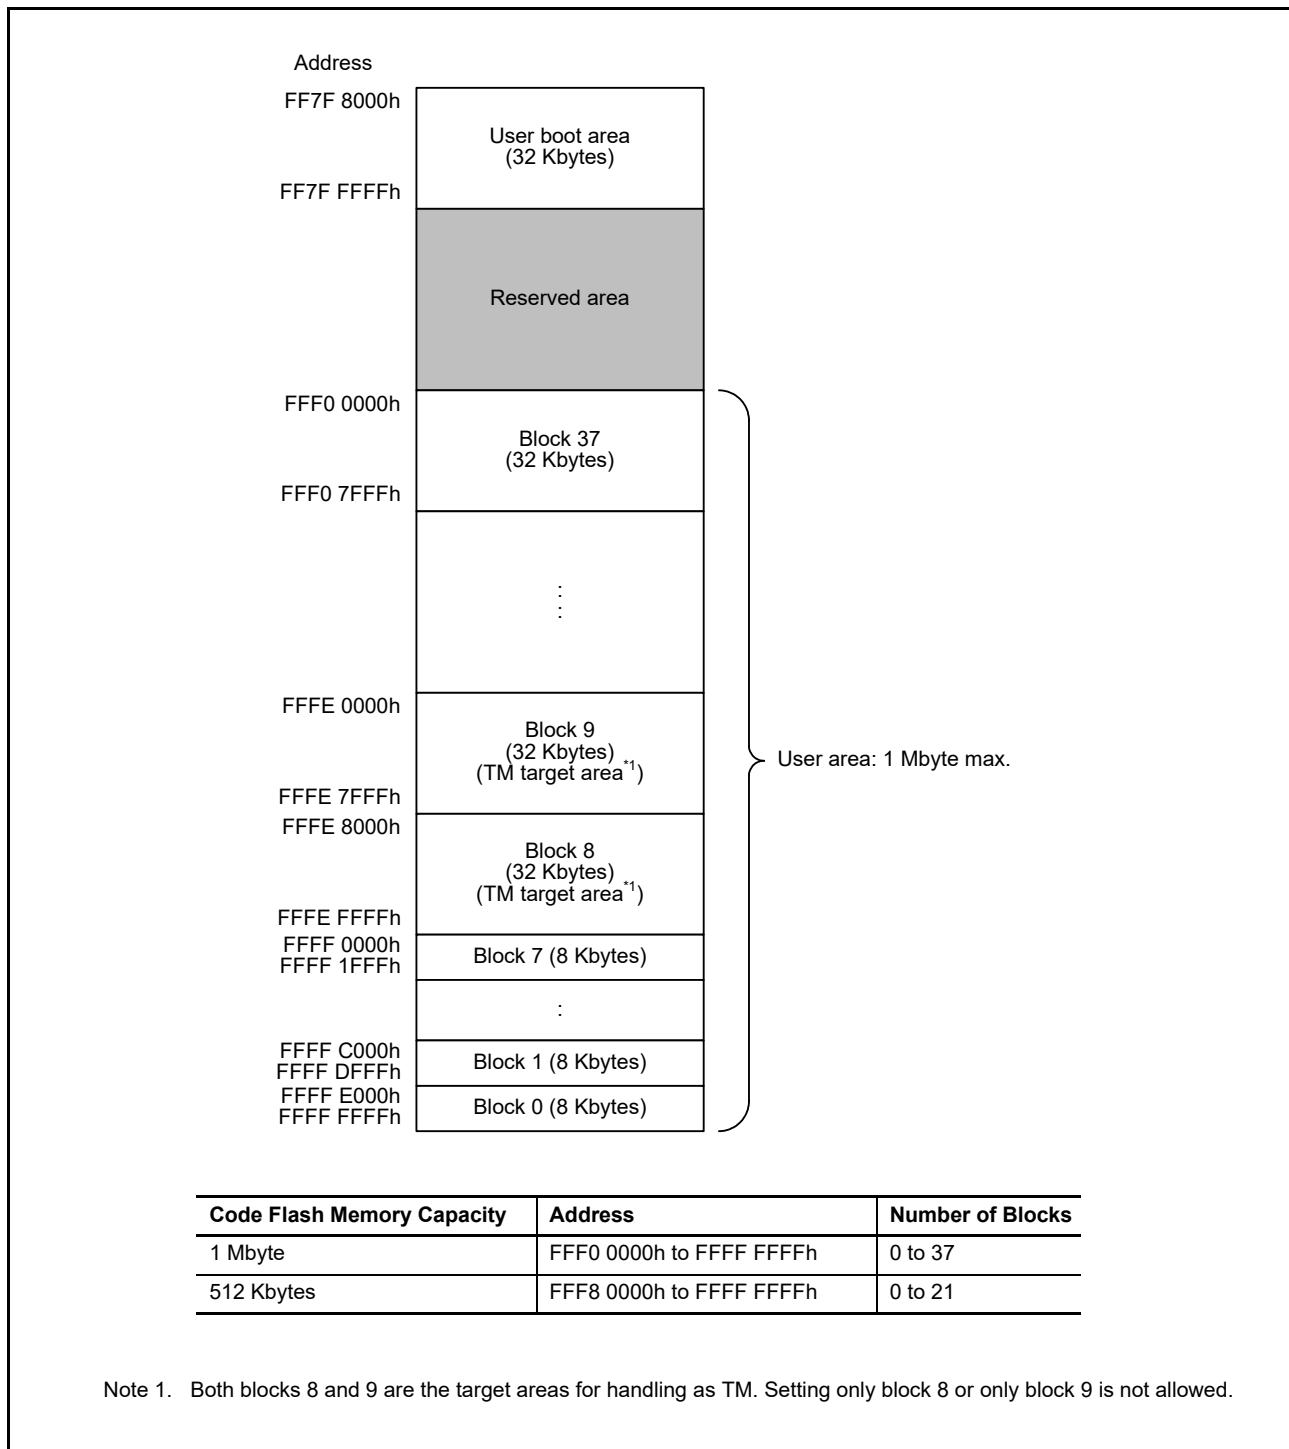 Address
FF7F 8000h
User boot area
(32 Kbytes)
FF7F FFFFh
Reserved area
FFF0 0000h
Block 37
(32 Kbytes)
FFF0 7FFFh
:
:
FFFE 0000h
Block 9
(32 Kbytes)
(TM target area*1)
User area: 1 Mbyte max.
FFFE 7FFFh
FFFE 8000h
Block 8
(32 Kbytes)
(TM target area*1)
FFFE FFFFh
FFFF 0000h
Block 7 (8 Kbytes)
FFFF 1FFFh
:
FFFF C000h
Block 1 (8 Kbytes)
FFFF DFFFh
FFFF E000h
Block 0 (8 Kbytes)
FFFF FFFFh
Code Flash Memory Capacity Address Number of Blocks
1 Mbyte FFF0 0000h to FFFF FFFFh 0 to 37
512 Kbytes FFF8 0000h to FFFF FFFFh 0 to 21
Note 1. Both blocks 8 and 9 are the target areas for handling as TM. Setting only block 8 or only block 9 is not allowed.